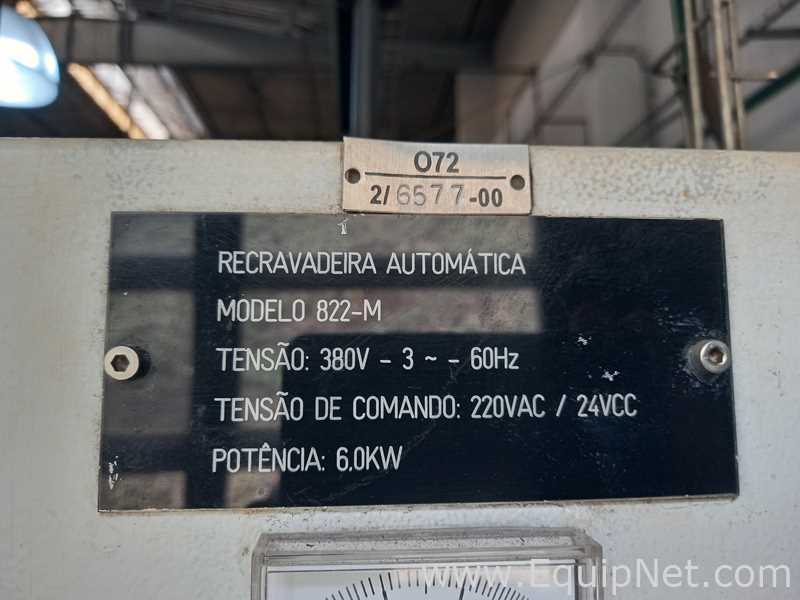 072
2/6577-00
RECRAVADEIRA AUTOMÁTICA
MODELO 822-M
TENSÃO: 380V - 3 ~ - 60Hz
TENSÃO DE COMANDO: 220VAC / 24VCC
POTÊNCIA: 6.0KW
www.EquipNet.com